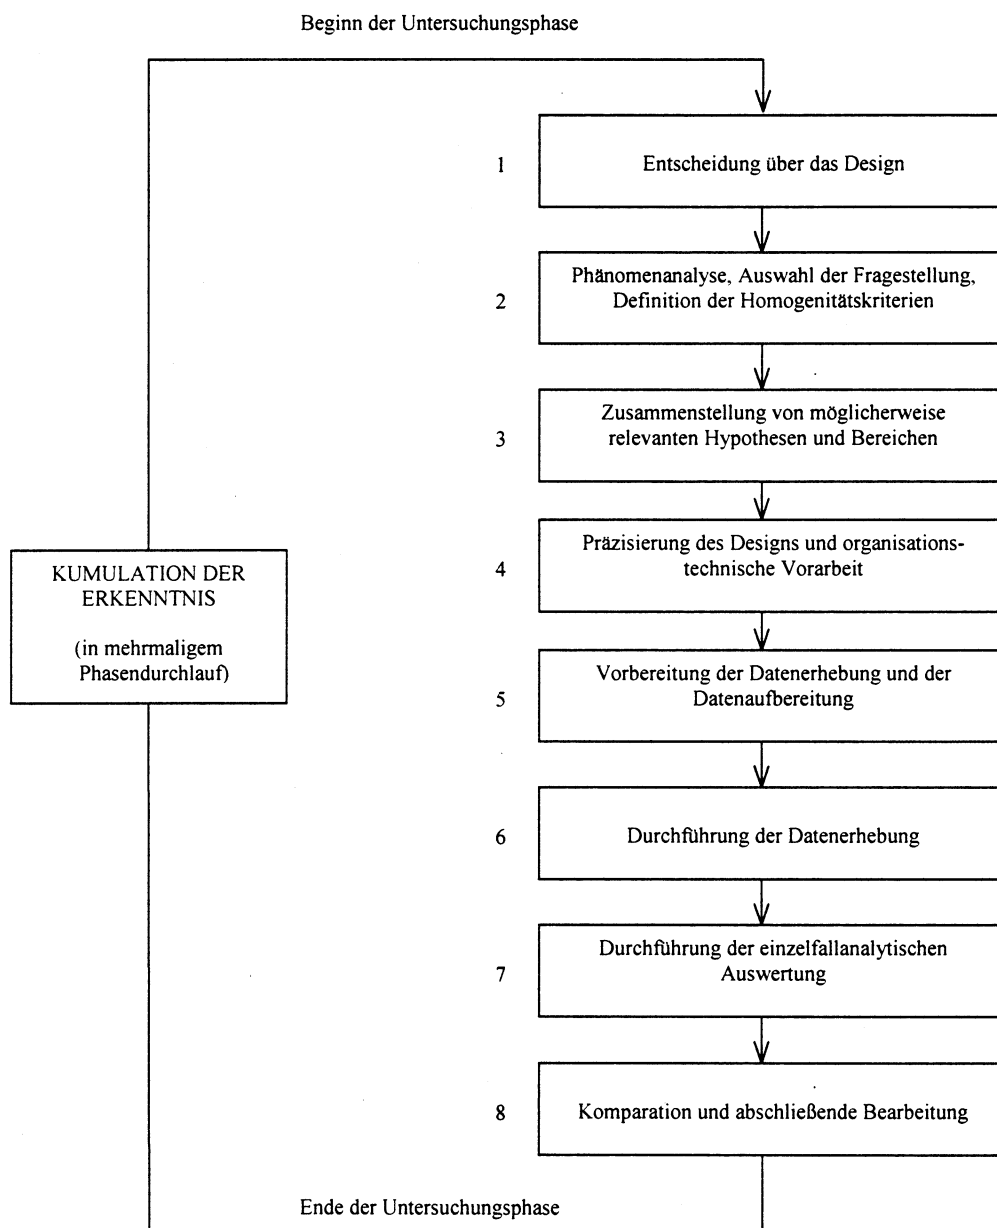 Beginn der Untersuchungsphase
1
Entscheidung über das Design
2
Phänomenanalyse, Auswahl der Fragestellung,
Definition der Homogenitätskriterien
3
Zusammenstellung von möglicherweise
relevanten Hypothesen und Bereichen
4
Präzisierung des Designs und organisations-
technische Vorarbeit
KUMULATION DER
ERKENNTNIS
(in mehrmaligem
Phasendurchlauf)
5
Vorbereitung der Datenerhebung und der
Datenaufbereitung
6
Durchführung der Datenerhebung
7
Durchführung der einzelfallanalytischen
Auswertung
8
Komparation und abschließende Bearbeitung
Ende der Untersuchungsphase